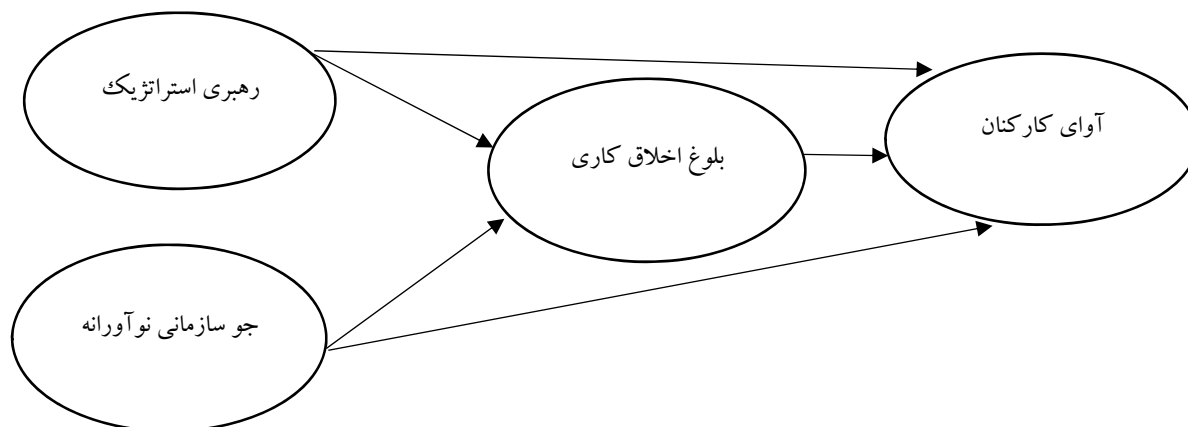 رهبری استراتژیک
آوای کارکنان
بلوغ اخلاق کاری
جو سازمانی نوآورانه